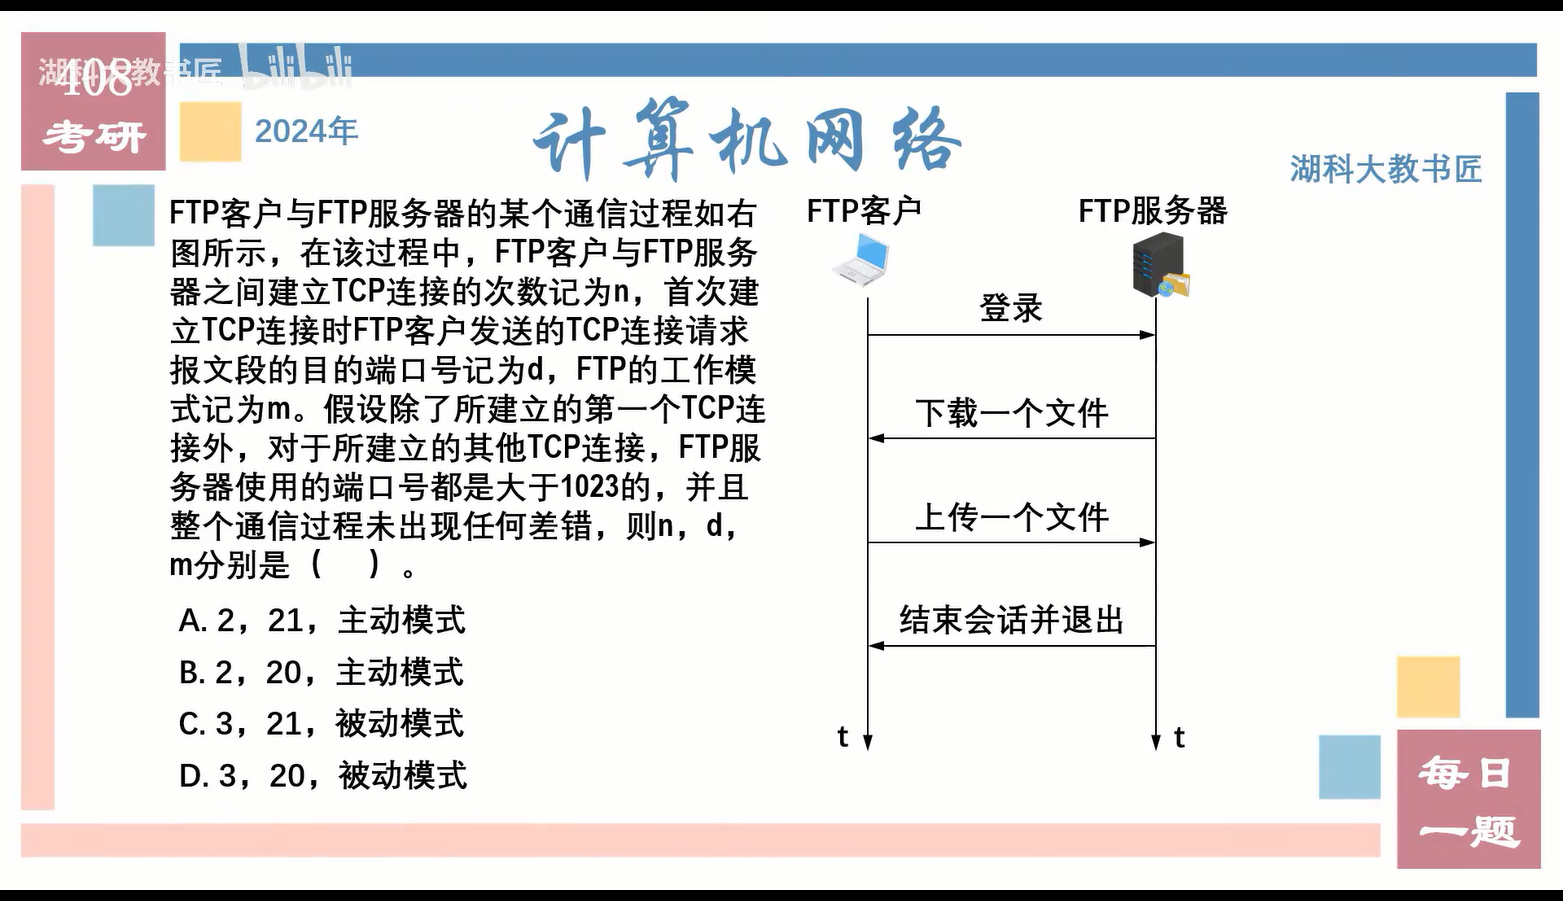 湖科大教书匠 bilibili
408
考研
2024年
计算机网络
湖科大教书匠
FTP客户与FTP服务器的某个通信过程如右
图所示，在该过程中，FTP客户与FTP服务
器之间建立TCP连接的次数记为n，首次建
立TCP连接时FTP客户发送的TCP连接请求
报文段的目的端口号记为d，FTP的工作模
式记为m。假设除了所建立的第一个TCP连
接外，对于所建立的其他TCP连接，FTP服
务器使用的端口号都是大于1023的，并且
整个通信过程未出现任何差错，则n，d，
m分别是（ ）。
A. 2，21，主动模式
B. 2，20，主动模式
C. 3，21，被动模式
D. 3，20，被动模式
FTP客户
FTP服务器
登录
下载一个文件
上传一个文件
结束会话并退出
t
t
每日
一题